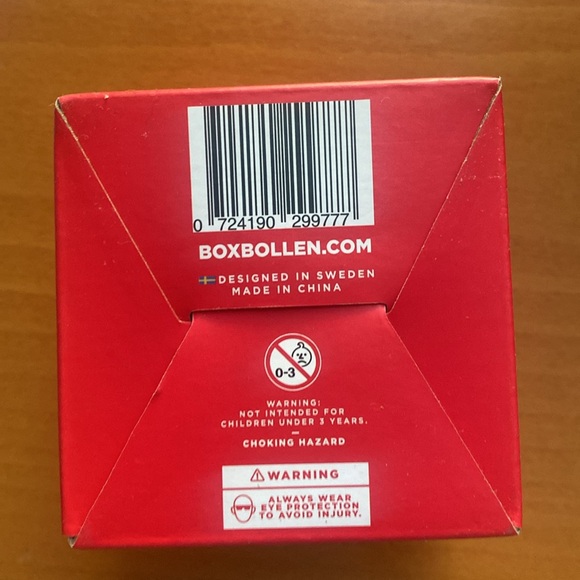 0 724190 299777
BOXBOLLEN.COM
DESIGNED IN SWEDEN
MADE IN CHINA
0-3
WARNING:
NOT INTENDED FOR
CHILDREN UNDER 3 YEARS.
–
CHOKING HAZARD
WARNING
ALWAYS WEAR
EYE PROTECTION
TO AVOID INJURY.